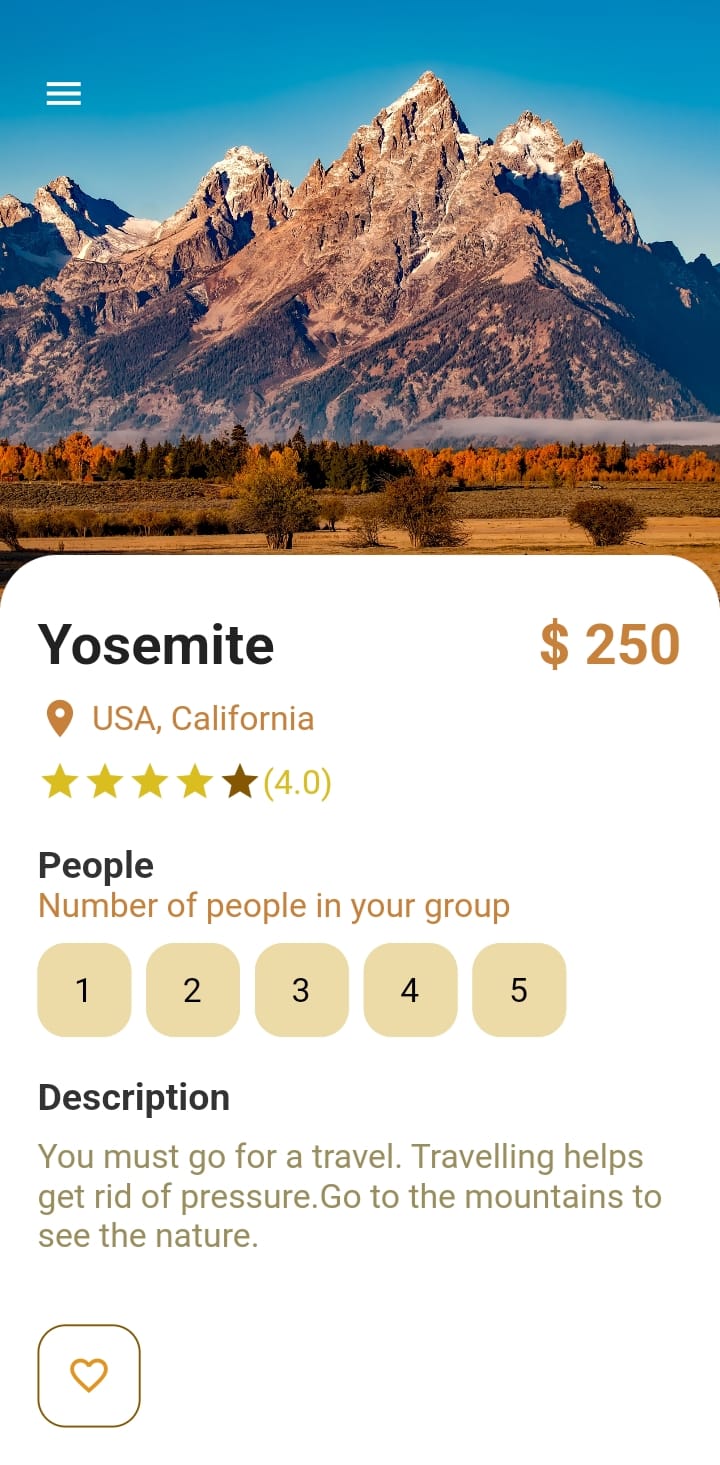 Yosemite $ 250
USA, California
(4.0)
People
Number of people in your group
1 2 3 4 5
Description
You must go for a travel. Travelling helps
get rid of pressure.Go to the mountains to
see the nature.